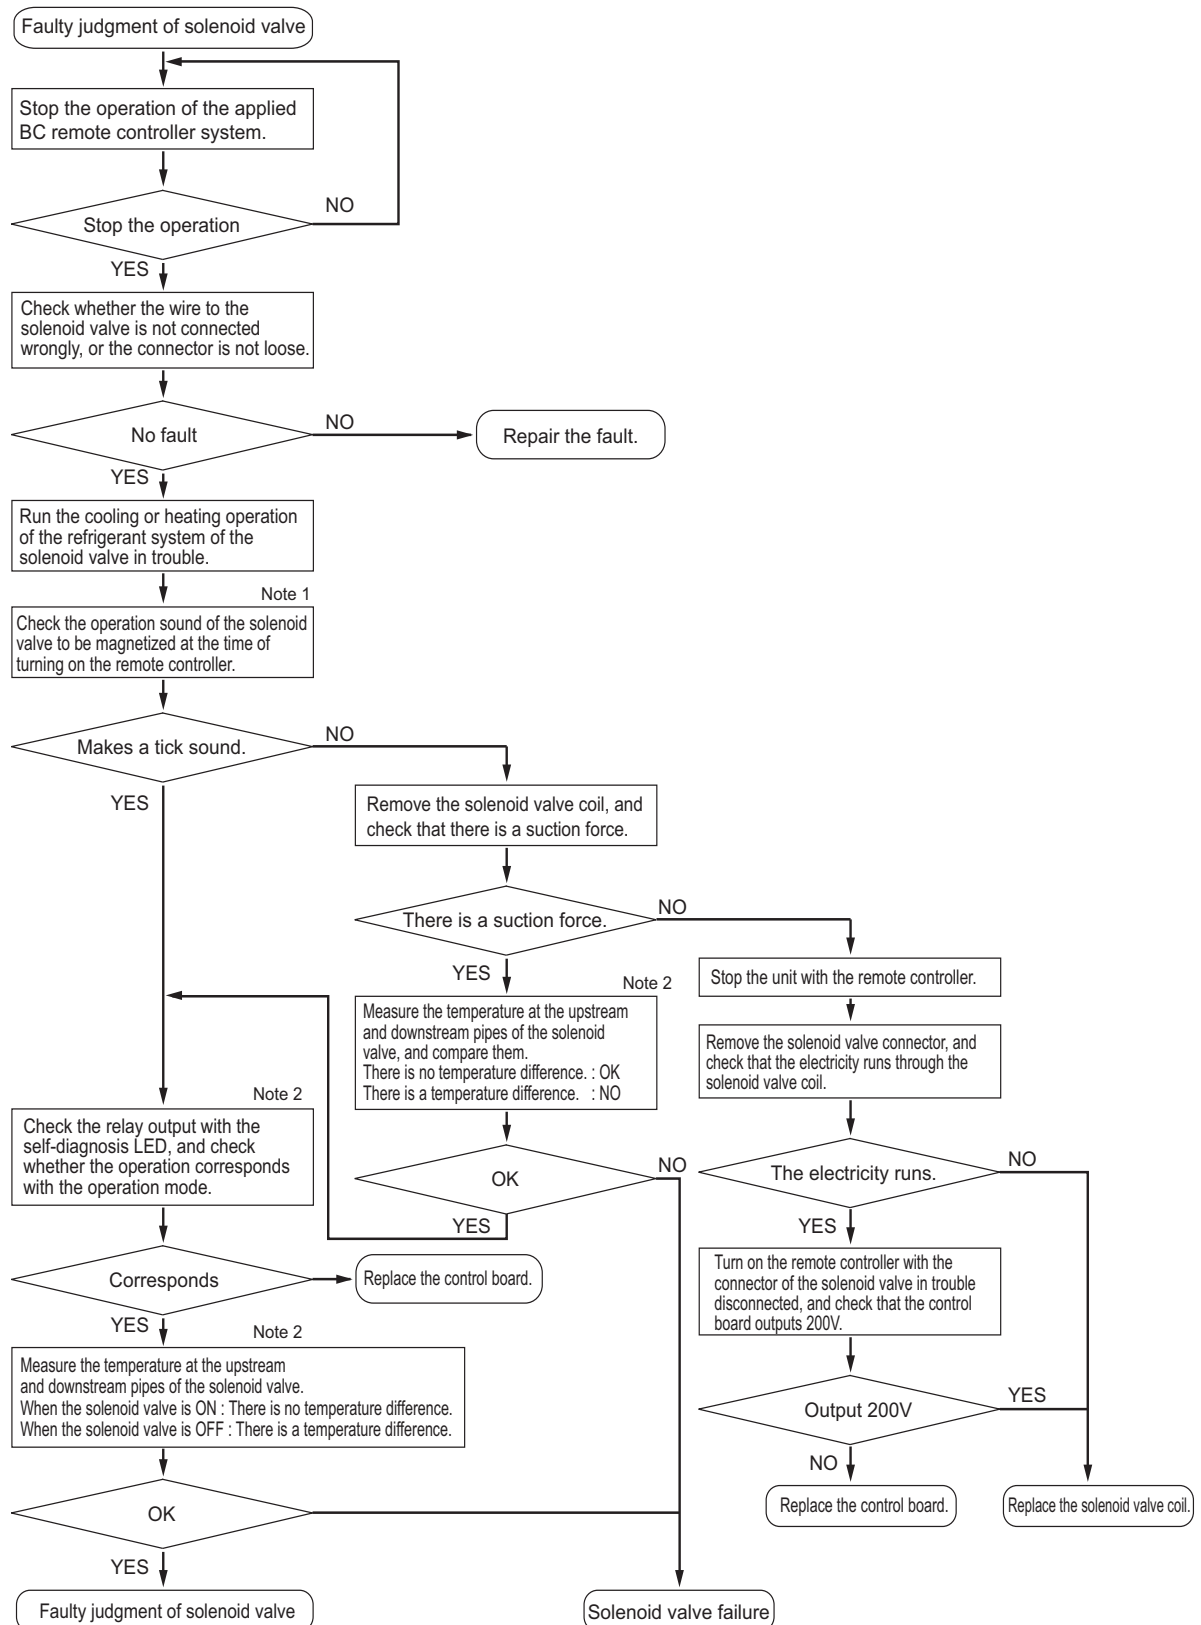 Faulty judgment of solenoid valve
Stop the operation of the applied
BC remote controller system.
Stop the operation
NO
YES
Check whether the wire to the
solenoid valve is not connected
wrongly, or the connector is not loose.
No fault
NO
Repair the fault.
YES
Run the cooling or heating operation
of the refrigerant system of the
solenoid valve in trouble.
Note 1
Check the operation sound of the solenoid
valve to be magnetized at the time of
turning on the remote controller.
Makes a tick sound.
NO
YES
Remove the solenoid valve coil, and
check that there is a suction force.
There is a suction force.
NO
YES
Note 2
Measure the temperature at the upstream
and downstream pipes of the solenoid
valve, and compare them.
There is no temperature difference. : OK
There is a temperature difference. : NO
Stop the unit with the remote controller.
Remove the solenoid valve connector, and
check that the electricity runs through the
solenoid valve coil.
Note 2
Check the relay output with the
self-diagnosis LED, and check
whether the operation corresponds
with the operation mode.
OK
NO
YES
The electricity runs.
NO
YES
Corresponds
Replace the control board.
YES
Turn on the remote controller with the
connector of the solenoid valve in trouble
disconnected, and check that the control
board outputs 200V.
Note 2
Measure the temperature at the upstream
and downstream pipes of the solenoid valve.
When the solenoid valve is ON : There is no temperature difference.
When the solenoid valve is OFF : There is a temperature difference.
Output 200V
YES
NO
Replace the control board.
Replace the solenoid valve coil.
OK
YES
Faulty judgment of solenoid valve
Solenoid valve failure